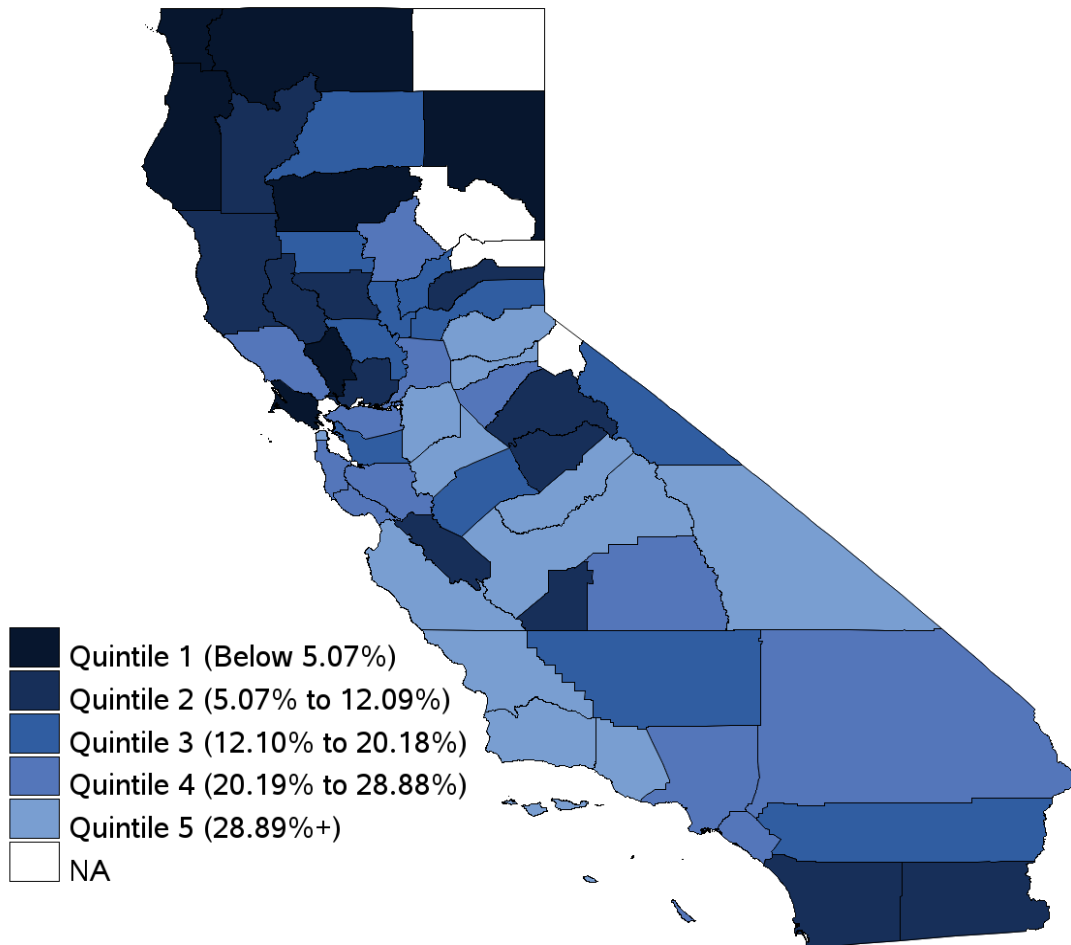 Quintile 1 (Below 5.07%)
Quintile 2 (5.07% to 12.09%)
Quintile 3 (12.10% to 20.18%)
Quintile 4 (20.19% to 28.88%)
Quintile 5 (28.89%+)
NA